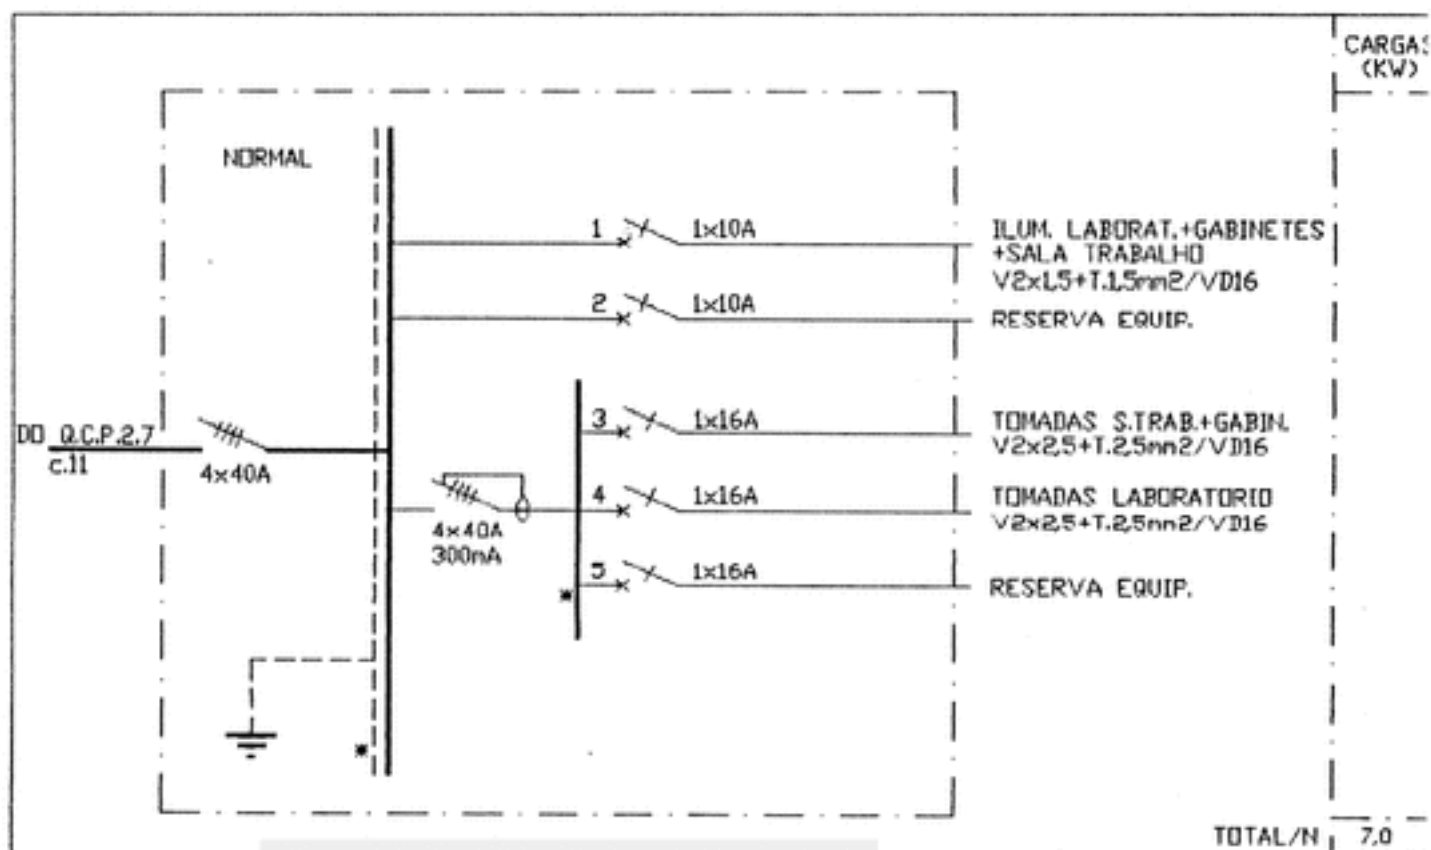 CARGAS
(KW)
NORMAL
1 1x10A ILUM. LABORAT.+GABINETES
+SALA TRABALHO
V2x1,5+T.1,5mm2/VD16
2 1x10A RESERVA EQUIP.
3 1x16A TOMADAS S.TRAB.+GABIN.
V2x2,5+T.2,5mm2/VD16
DO Q.C.P.2.7
c.11
4x40A
4 1x16A TOMADAS LABORATORIO
V2x2,5+T.2,5mm2/VD16
4x40A
300mA
5 1x16A RESERVA EQUIP.
*
*
TOTAL/N 7,0